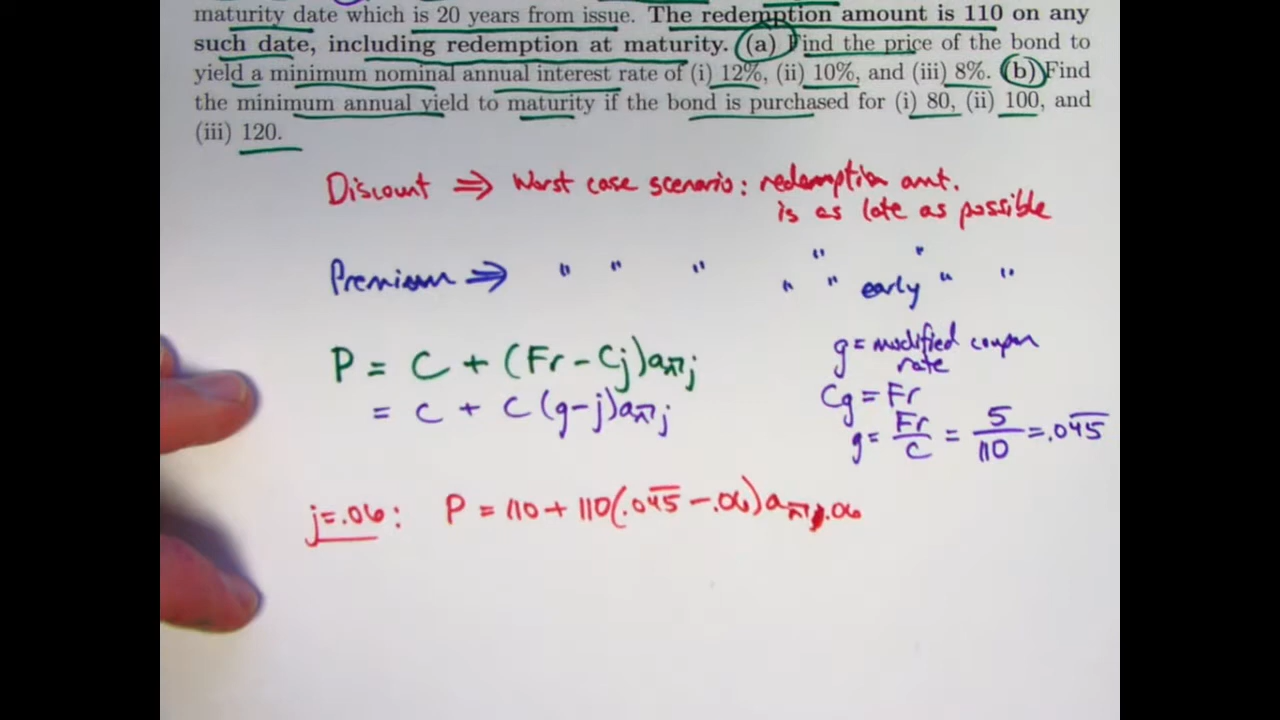 maturity date which is 20 years from issue. The redemption amount is 110 on any
such date, including redemption at maturity. (a) Find the price of the bond to
yield a minimum nominal annual interest rate of (i) 12%, (ii) 10%, and (iii) 8%. (b) Find
the minimum annual yield to maturity if the bond is purchased for (i) 80, (ii) 100, and
(iii) 120.
Discount ⇒ Worst case scenario: redemption amt.
is as late as possible
Premium ⇒ " " " " "
" " early " "
P = C + (Fr - Cj)a_n̅|j
= C + C(g-j)a_n̅|j
g = modified coupon
rate
Cg = Fr
g = Fr/C = 5/110 = .04̅5̅
j=.06: P = 110 + 110(.04̅5̅ - .06)a_n̅|.06